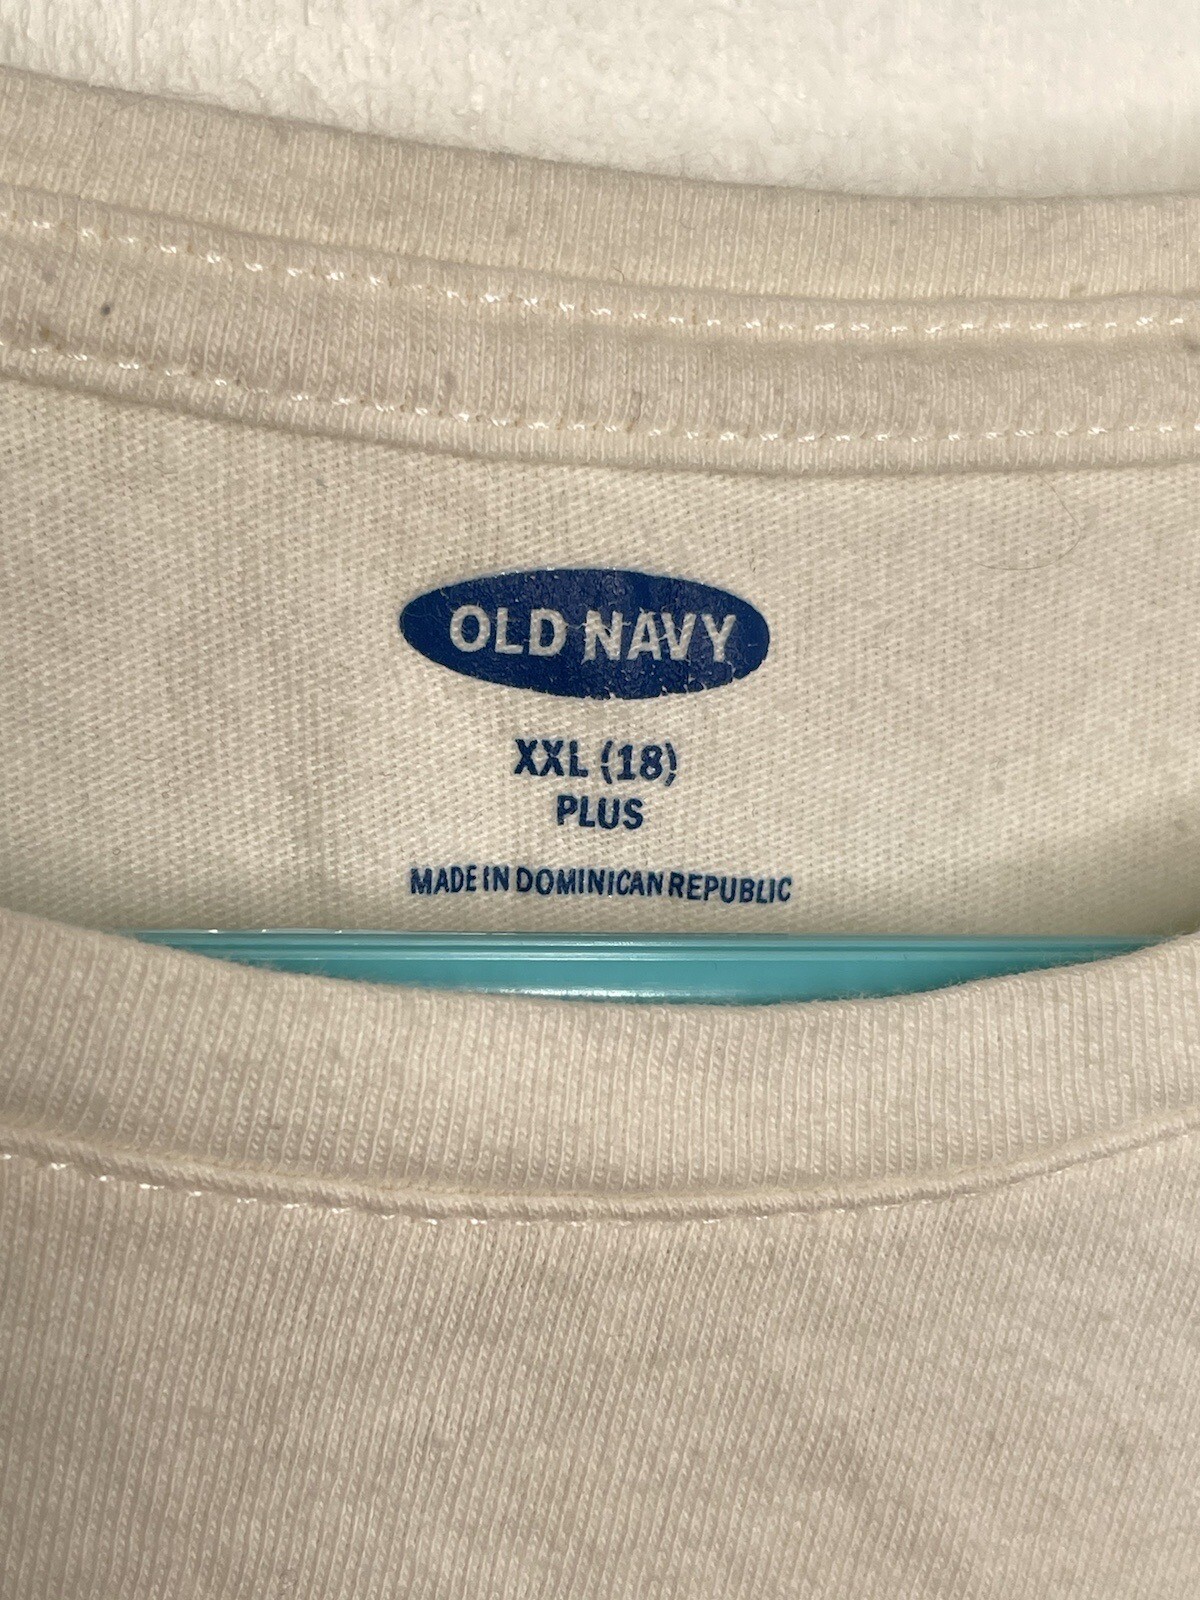 OLD NAVY
XXL (18)
PLUS
MADE IN DOMINICAN REPUBLIC